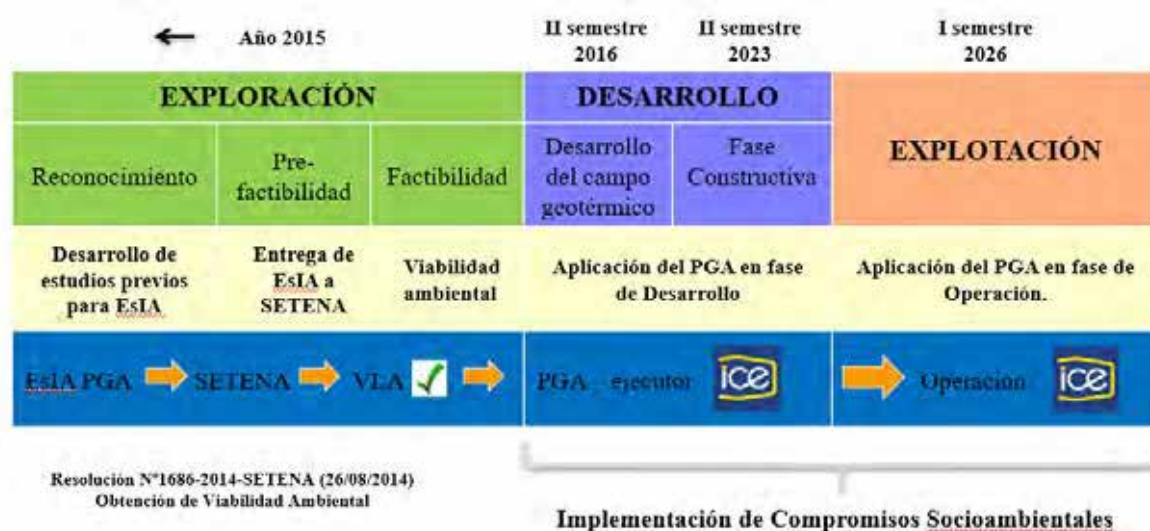 ← Año 2015
II semestre
2016
II semestre
2023
I semestre
2026
EXPLORACÍÓN
DESARROLLO
EXPLOTACIÓN
Reconocimiento
Pre-
factibilidad
Factibilidad
Desarrollo
del campo
geotérmico
Fase
Constructiva
Desarrollo de
estudios previos
para EsIA
Entrega de
EsIA a
SETENA
Viabilidad
ambiental
Aplicación del PGA en fase
de Desarrollo
Aplicación del PGA en fase de
Operación.
EsIA PGA
SETENA
VLA
PGA ejecutor
ice
Operación
ice
Resolución N°1686-2014-SETENA (26/08/2014)
Obtención de Viabilidad Ambiental
Implementación de Compromisos Socioambientales